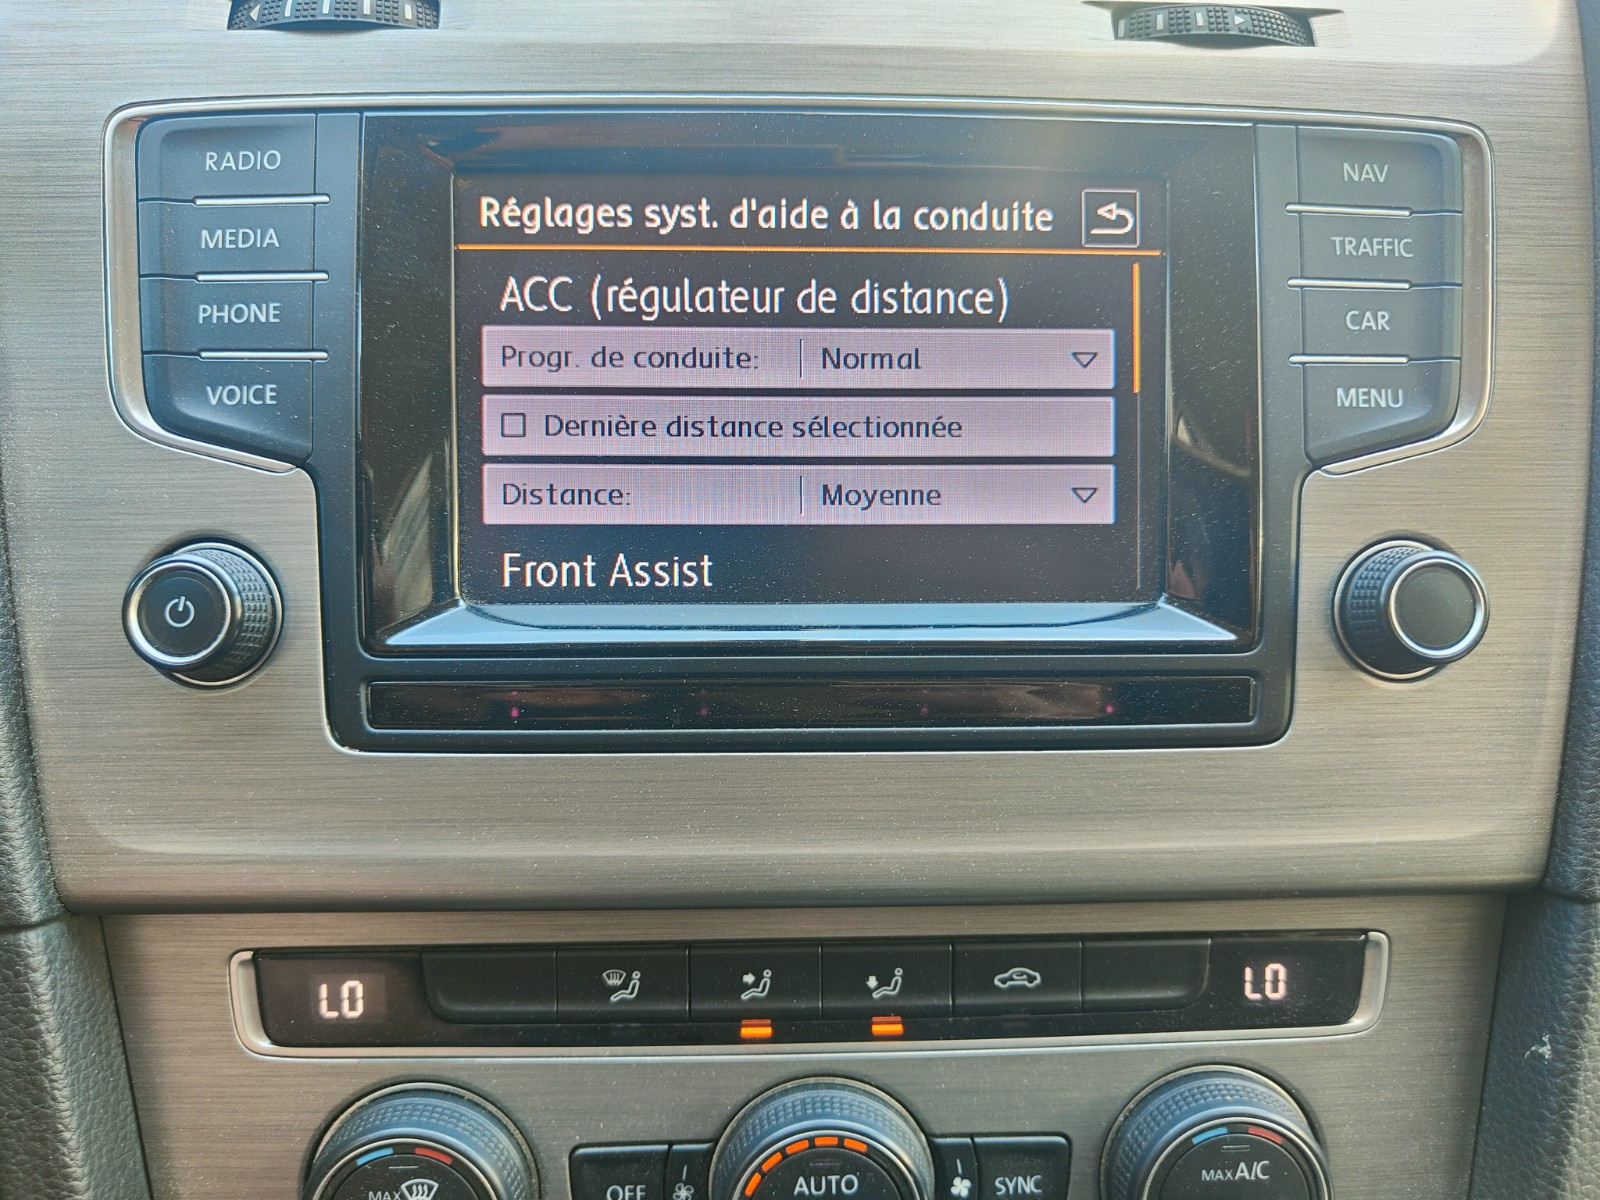 RADIO
MEDIA
PHONE
VOICE
Réglages syst. d'aide à la conduite
ACC (régulateur de distance)
Progr. de conduite: Normal
Dernière distance sélectionnée
Distance: Moyenne
Front Assist
NAV
TRAFFIC
CAR
MENU
LO
LO
MAX
OFF
AUTO
SYNC
MAX A/C